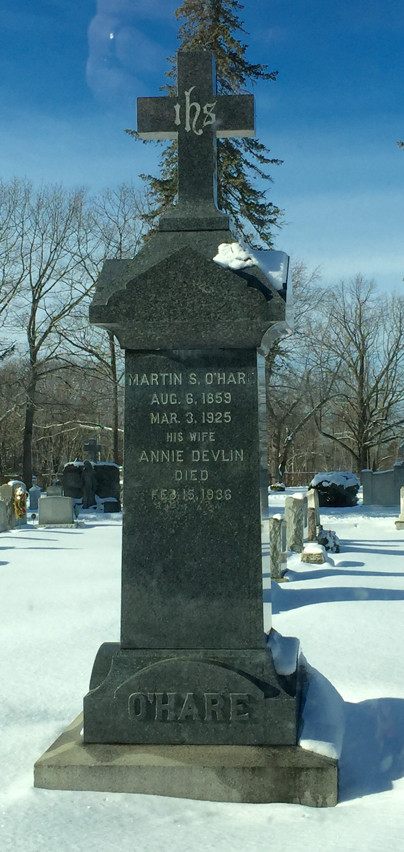 ihs
MARTIN S. O'HARE
AUG. 6, 1859
MAR. 3, 1925
HIS WIFE
ANNIE DEVLIN
DIED
FEB. 15, 1936
O'HARE